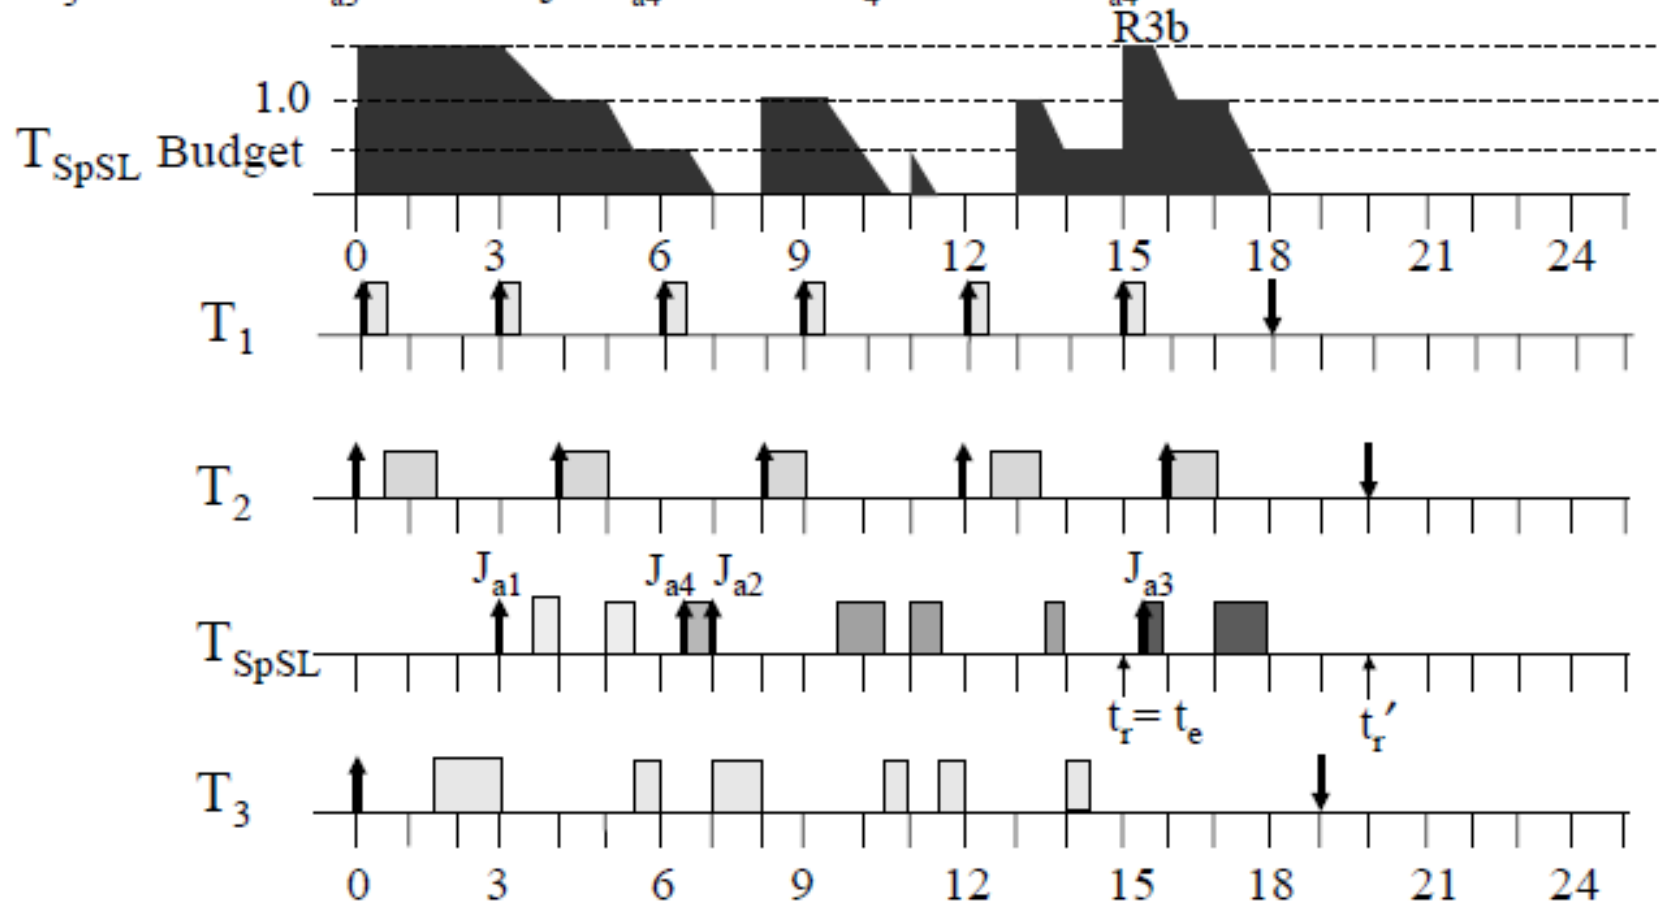 R3b
1.0
T_SpSL Budget
0 3 6 9 12 15 18 21 24
T_1
T_2
J_a1 J_a4 J_a2 J_a3
T_SpSL
t_r= t_e t_r′
T_3
0 3 6 9 12 15 18 21 24